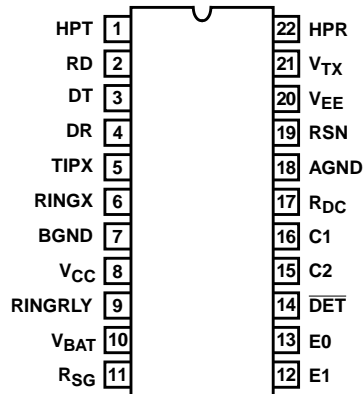 HPT 1 22 HPR
RD 2 21 VTX
DT 3 20 VEE
DR 4 19 RSN
TIPX 5 18 AGND
RINGX 6 17 RDC
BGND 7 16 C1
VCC 8 15 C2
RINGRLY 9 14 DET
VBAT 10 13 E0
RSG 11 12 E1